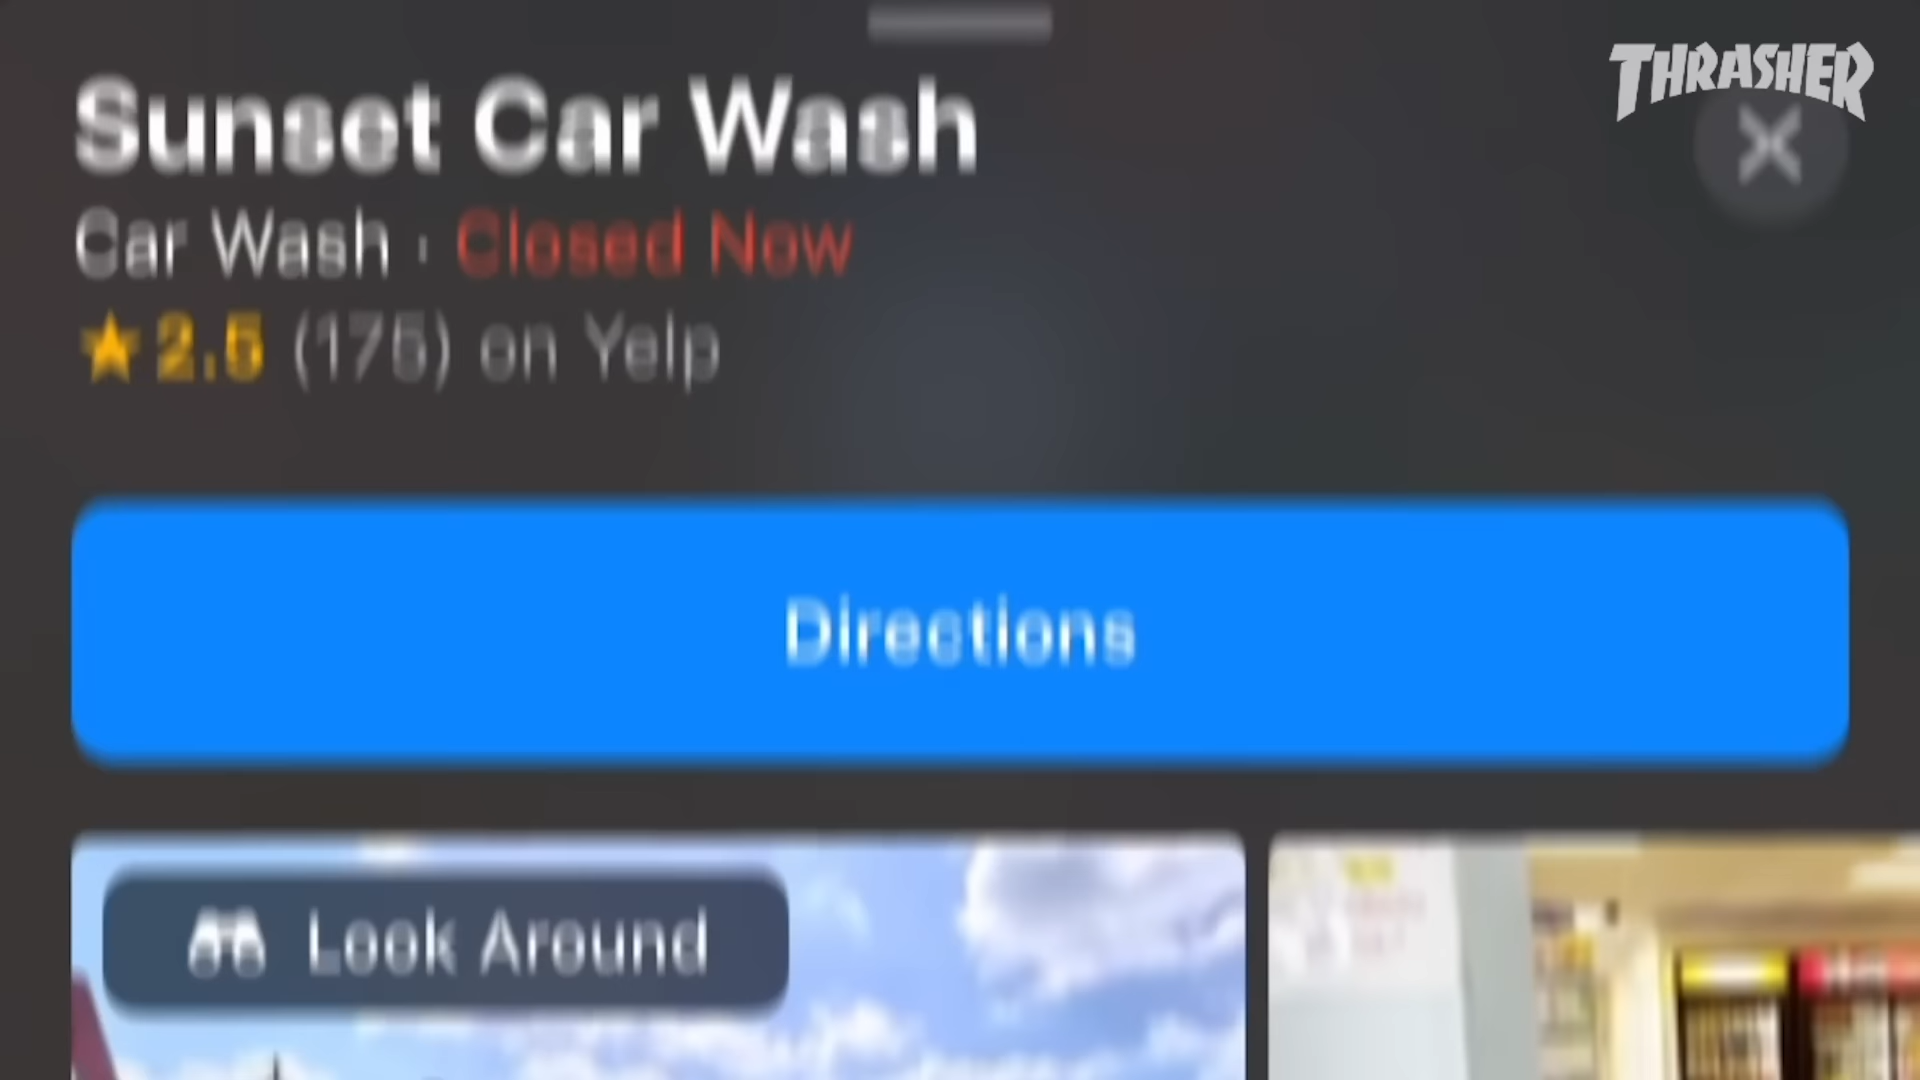 THRASHER
Sunset Car Wash
Car Wash · Closed Now
★2.5 (175) on Yelp
Directions
Look Around